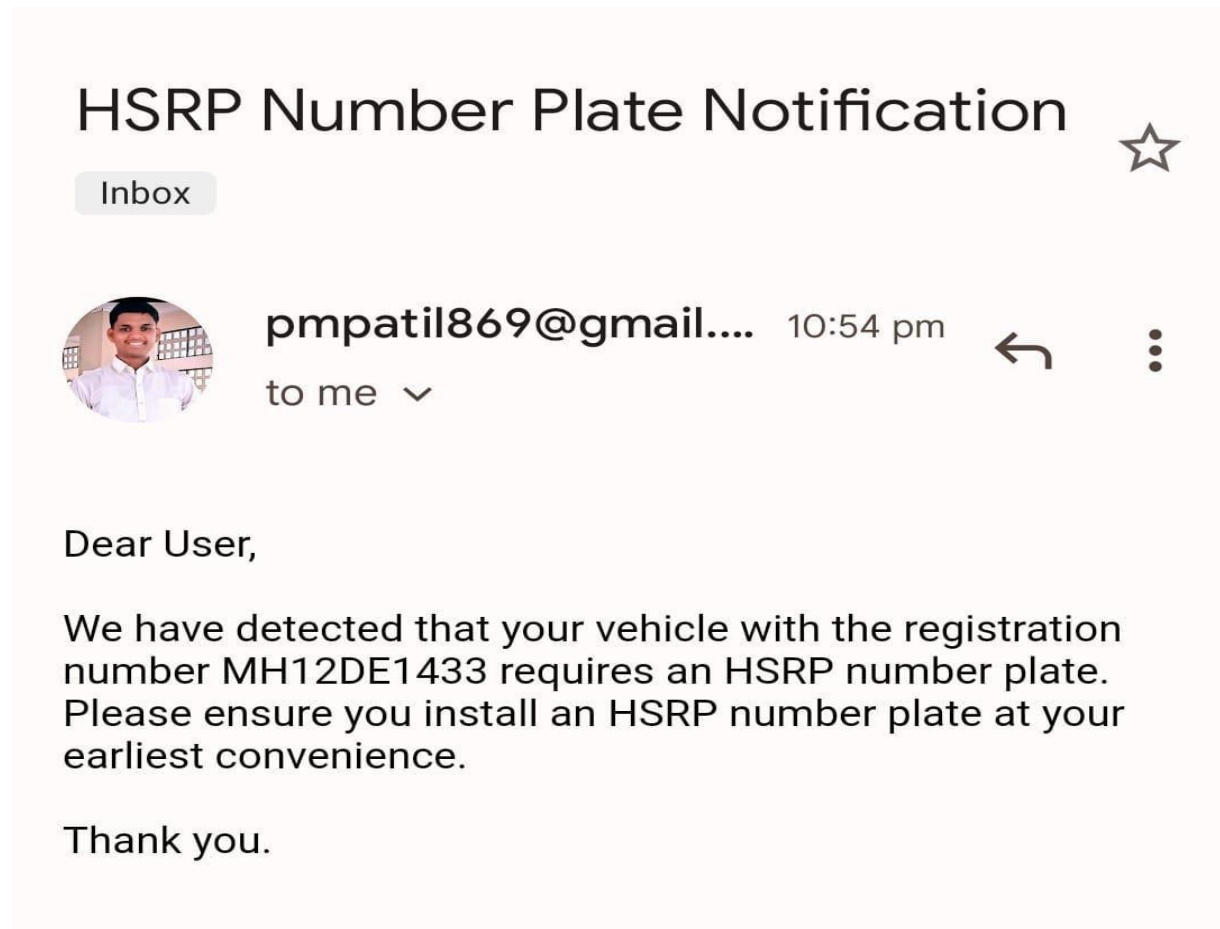 HSRP Number Plate Notification
Inbox
pmpatil869@gmail.... 10:54 pm
to me
Dear User,
We have detected that your vehicle with the registration
number MH12DE1433 requires an HSRP number plate.
Please ensure you install an HSRP number plate at your
earliest convenience.
Thank you.